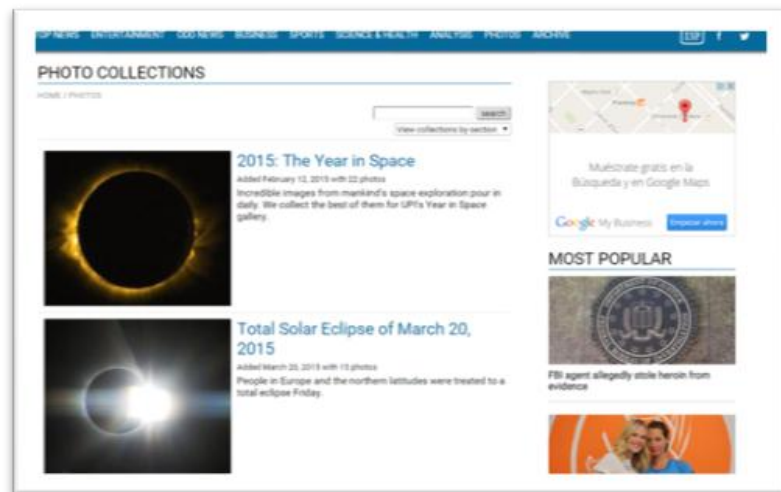 TOP NEWS ENTERTAINMENT ODD NEWS BUSINESS SPORTS SCIENCE & HEALTH ANALYSIS PHOTOS ARCHIVE ESP f
PHOTO COLLECTIONS
HOME / PHOTOS
search
View collections by section
2015: The Year in Space
Added February 12, 2015 with 22 photos
Incredible images from mankind's space exploration pour in
daily. We collect the best of them for UPI's Year in Space
gallery.
Total Solar Eclipse of March 20,
2015
Added March 20, 2015 with 15 photos
People in Europe and the northern latitudes were treated to a
total eclipse Friday.
Muéstrate gratis en la
Búsqueda y en Google Maps
Google My Business
Empezar ahora
MOST POPULAR
FBI agent allegedly stole heroin from
evidence